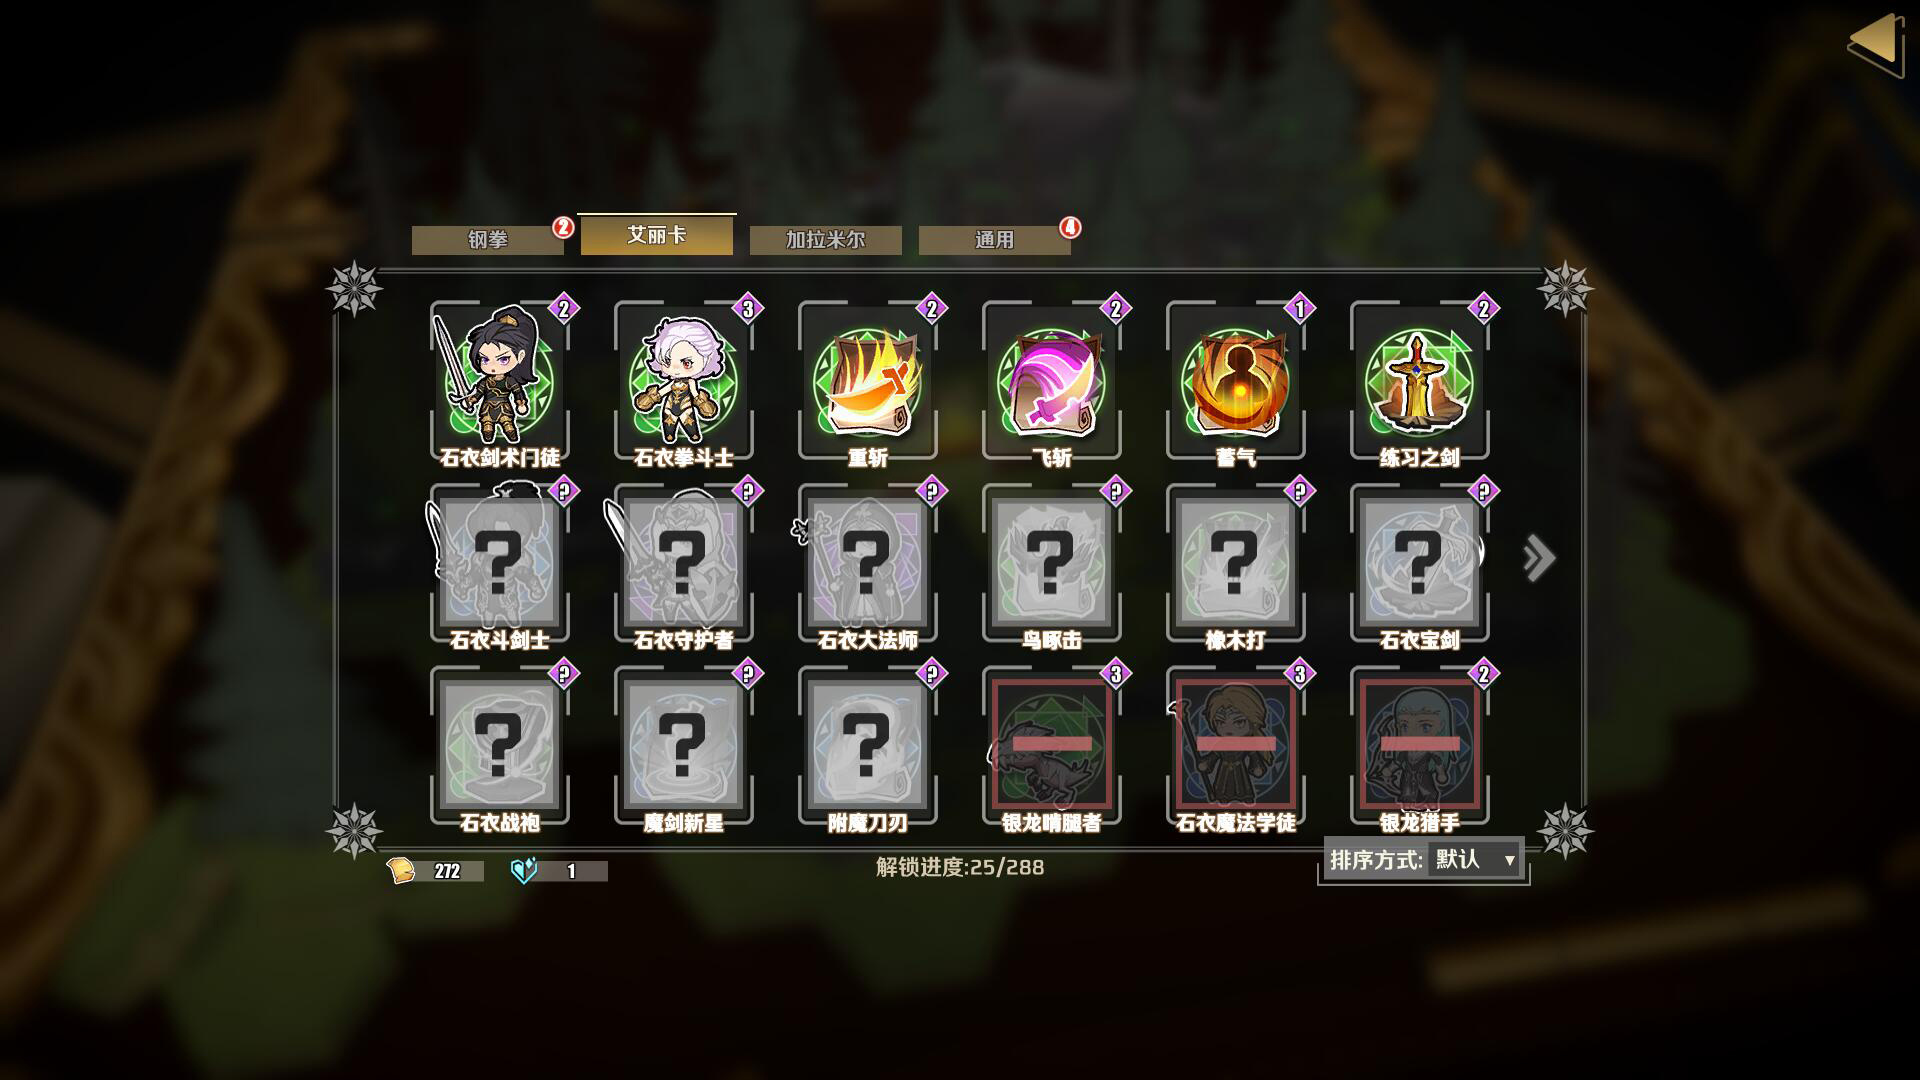 钢拳 2 艾丽卡 加拉米尔 通用 4
2 3 2 2 1 2
石衣剑术门徒 石衣拳斗士 重斩 飞斩 蓄气 练习之剑
? ? ? ? ? ?
? ? ? ? ? ?
石衣斗剑士 石衣守护者 石衣大法师 鸟啄击 橡木打 石衣宝剑
? ? ? 3 3 2
? ? ?
石衣战袍 魔剑新星 附魔刀刃 银龙啃腿者 石衣魔法学徒 银龙猎手
272 1 解锁进度:25/288 排序方式: 默认